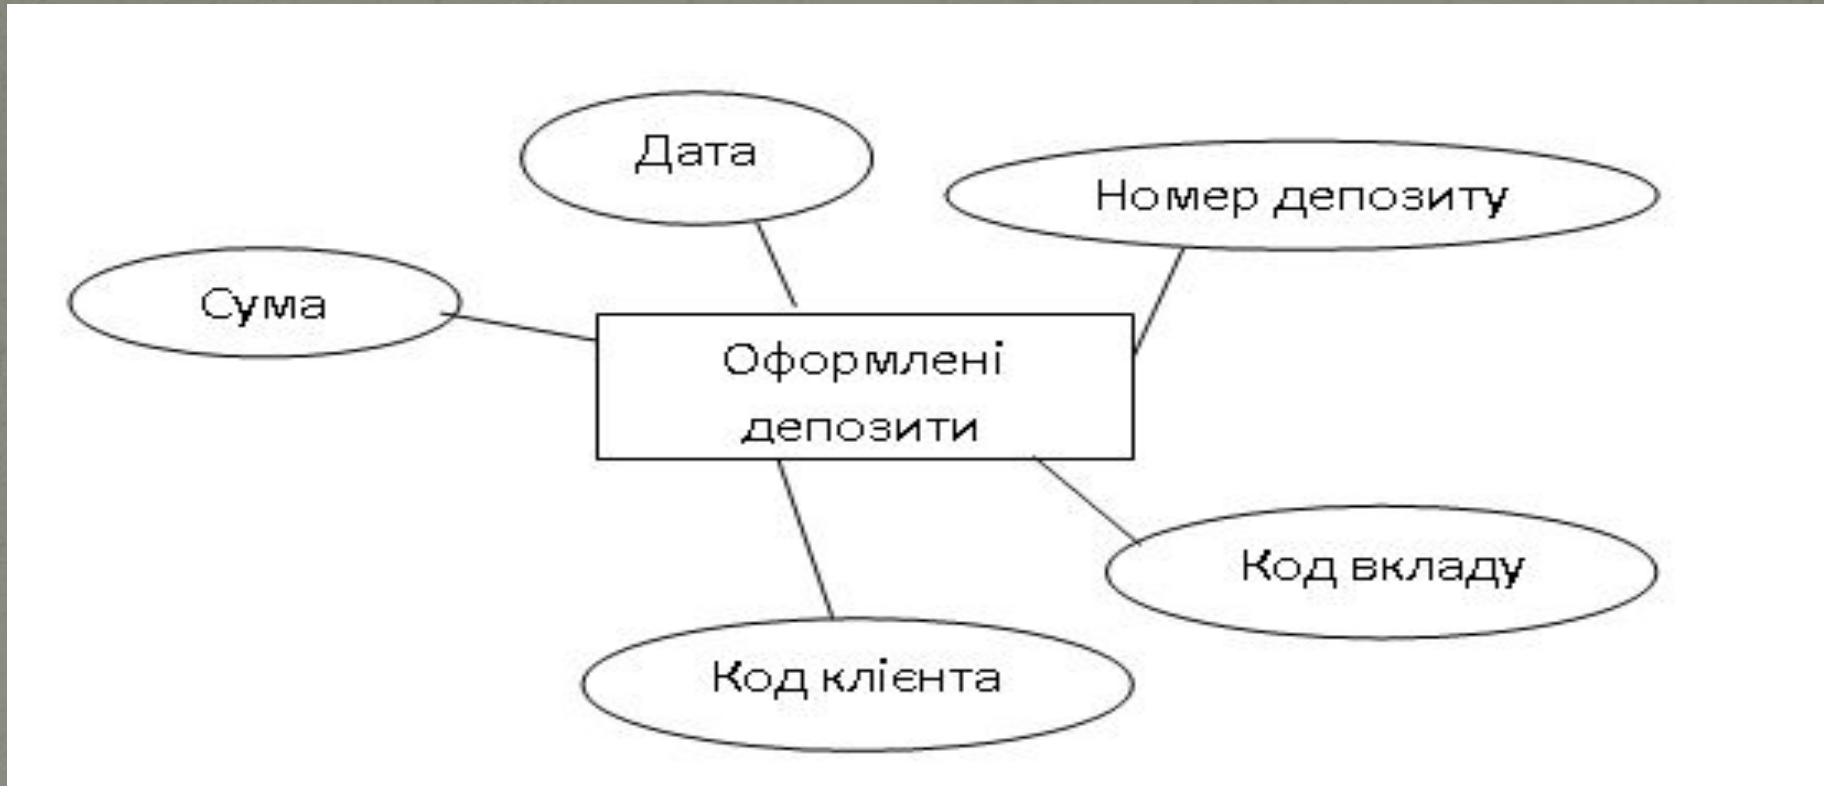 Дата
Номер депозиту
Сума
Оформлені
депозити
Код вкладу
Код клієнта